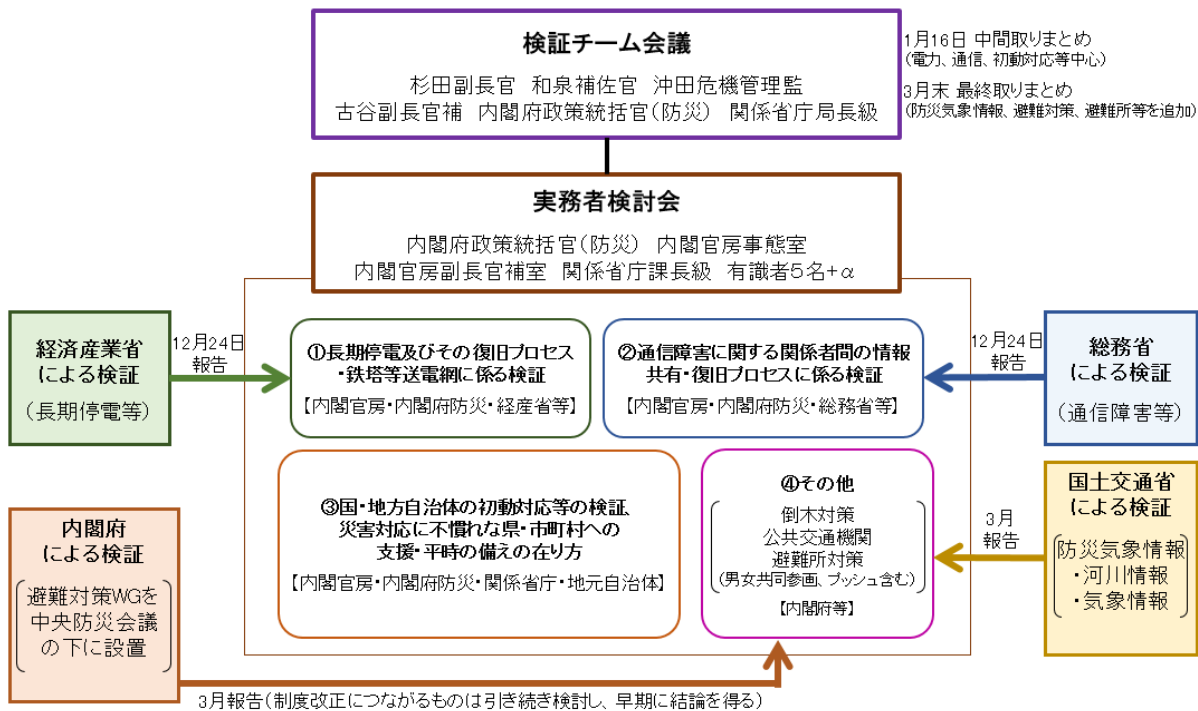 検証チーム会議
杉田副長官 和泉補佐官 沖田危機管理監
古谷副長官補 内閣府政策統括官(防災) 関係省庁局長級
1月16日 中間取りまとめ
(電力、通信、初動対応等中心)
3月末 最終取りまとめ
(防災気象情報、避難対策、避難所等を追加)
実務者検討会
内閣府政策統括官(防災) 内閣官房事態室
内閣官房副長官補室 関係省庁課長級 有識者5名+α
経済産業省
による検証
(長期停電等)
12月24日
報告
①長期停電及びその復旧プロセス
・鉄塔等送電網に係る検証
【内閣官房・内閣府防災・経産省等】
②通信障害に関する関係者間の情報
共有・復旧プロセスに係る検証
【内閣官房・内閣府防災・総務省等】
12月24日
報告
総務省
による検証
(通信障害等)
③国・地方自治体の初動対応等の検証、
災害対応に不慣れな県・市町村への
支援・平時の備えの在り方
【内閣官房・内閣府防災・関係省庁・地元自治体】
④その他
倒木対策
公共交通機関
避難所対策
(男女共同参画、プッシュ含む)
【内閣府等】
3月
報告
国土交通省
による検証
防災気象情報
・河川情報
・気象情報
内閣府
による検証
避難対策WGを
中央防災会議
の下に設置
3月報告(制度改正につながるものは引き続き検討し、早期に結論を得る)